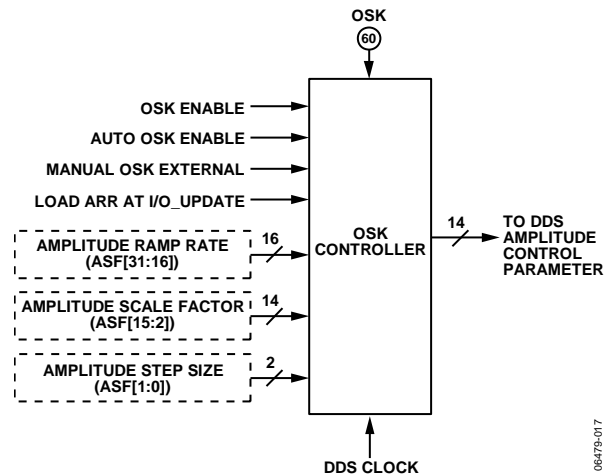 OSK
60
OSK ENABLE
AUTO OSK ENABLE
MANUAL OSK EXTERNAL
LOAD ARR AT I/O_UPDATE
AMPLITUDE RAMP RATE
(ASF[31:16])
16
AMPLITUDE SCALE FACTOR
(ASF[15:2])
14
AMPLITUDE STEP SIZE
(ASF[1:0])
2
OSK
CONTROLLER
14
TO DDS
AMPLITUDE
CONTROL
PARAMETER
DDS CLOCK
06479-017